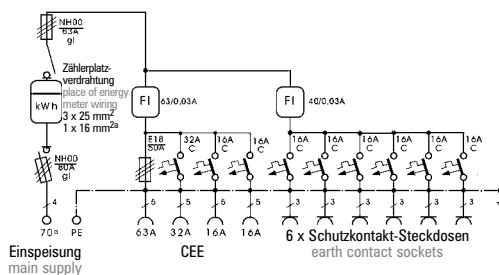 NH00
63A
gl
Zählerplatz-
verdrahtung
place of energy
meter wiring
3 x 25 mm²
1 x 16 mm²ᵃ
kWh
NH00
80A
gl
FI
63/0,03A
FI
40/0,03A
E18
50A
32A
C
16A
C
16A
C
16A
C
16A
C
16A
C
16A
C
16A
C
16A
C
4
5
5
5
5
3
3
3
3
3
3
70ᵃ
PE
63A
32A
16A
16A
Einspeisung
main supply
CEE
6 x Schutzkontakt-Steckdosen
earth contact sockets